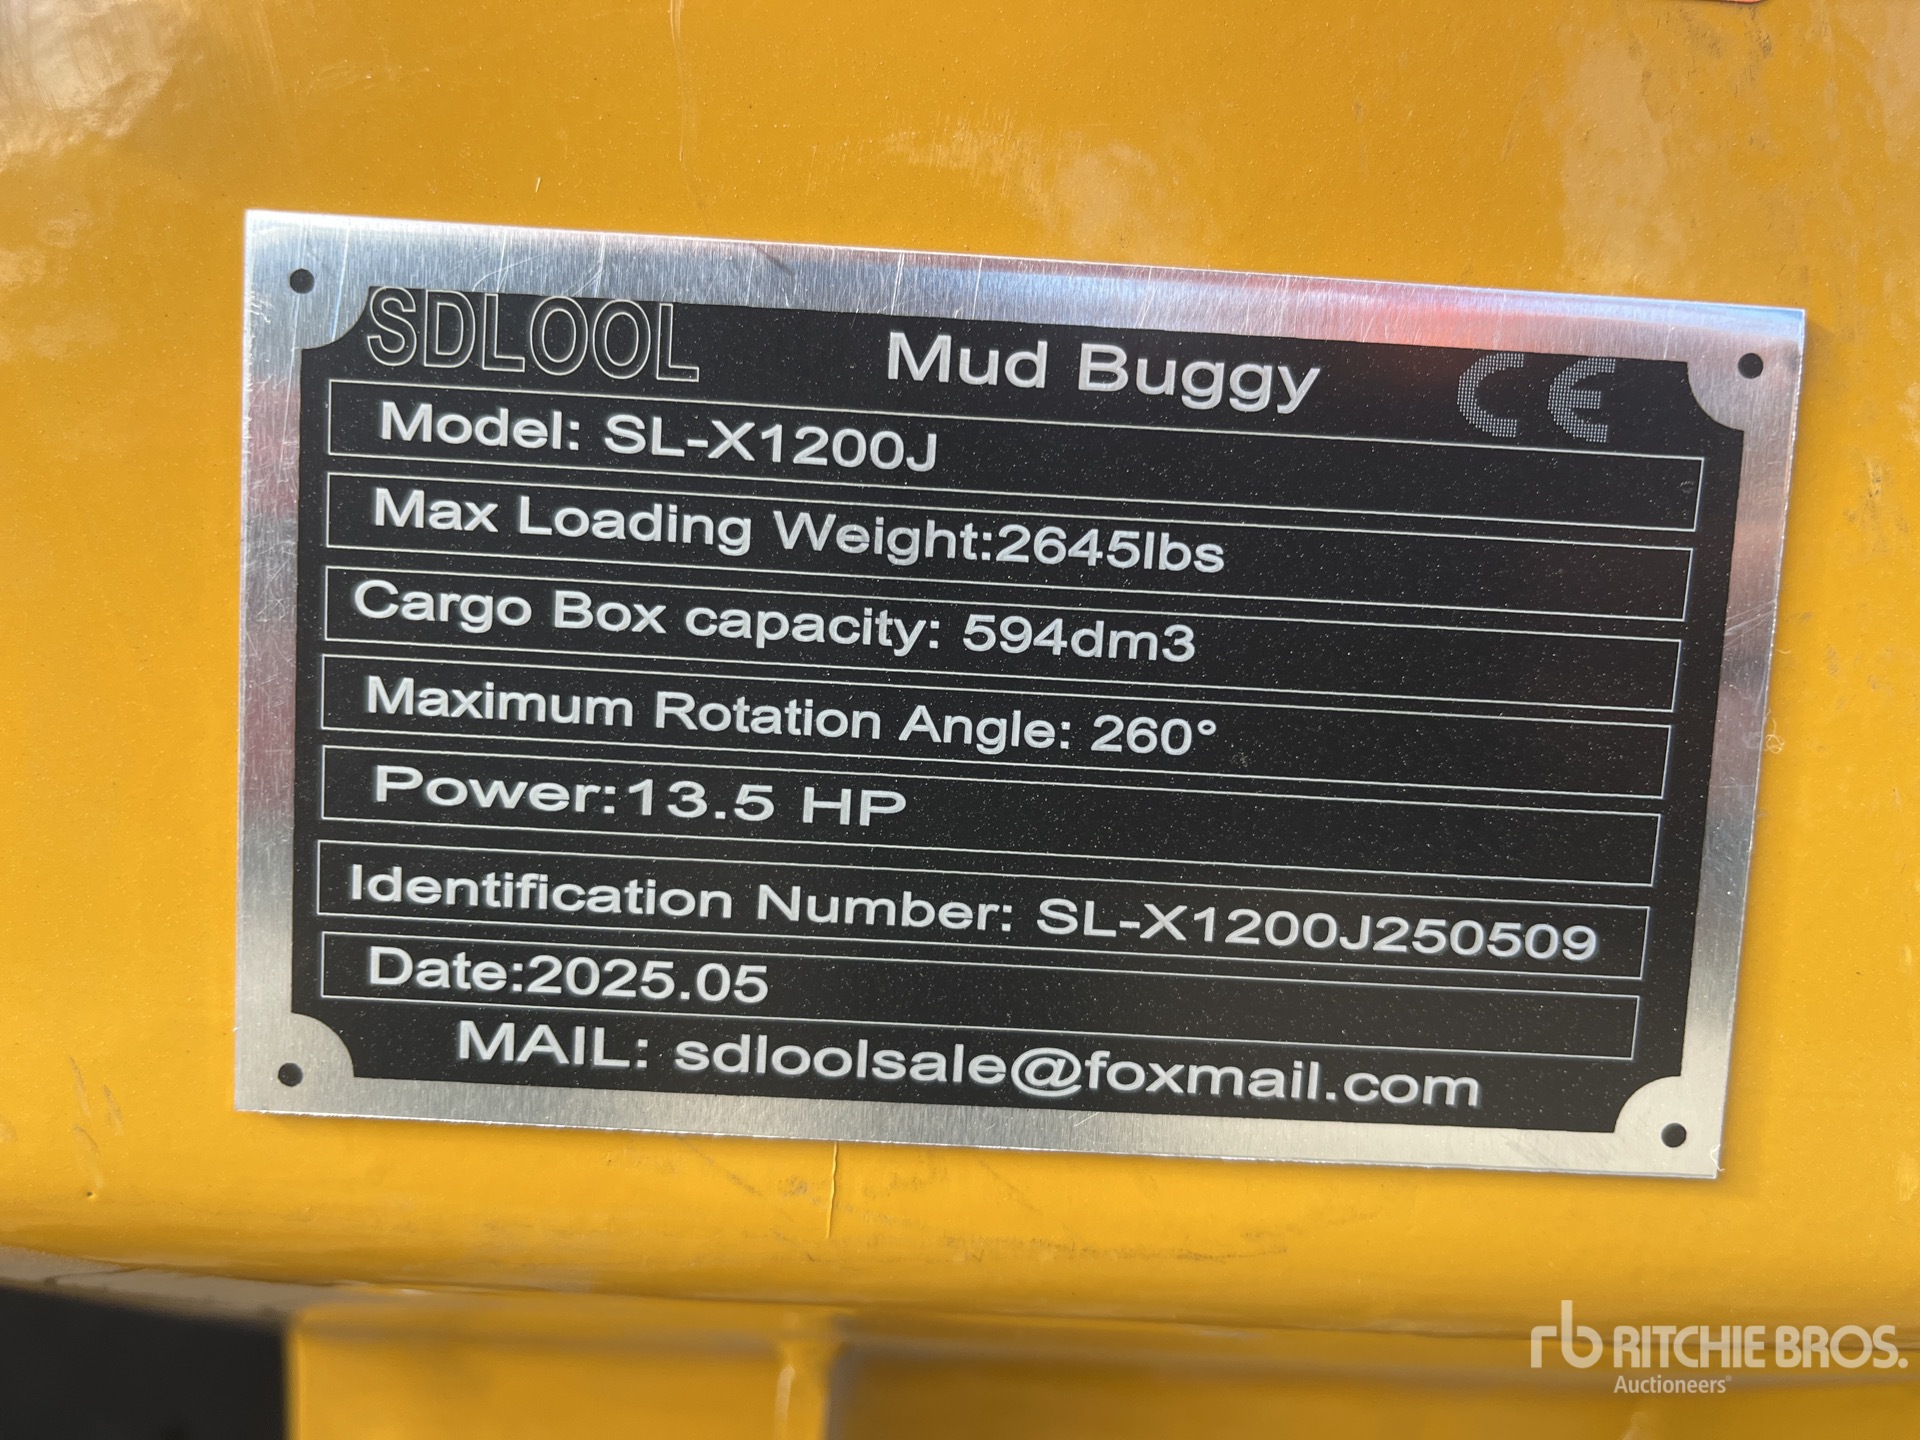 SDLOOL Mud Buggy CE
Model: SL-X1200J
Max Loading Weight:2645lbs
Cargo Box capacity: 594dm3
Maximum Rotation Angle: 260°
Power:13.5 HP
Identification Number: SL-X1200J250509
Date:2025.05
MAIL: sdloolsale@foxmail.com
rb RITCHIE BROS.
Auctioneers